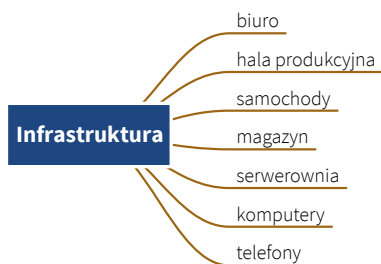 biuro
hala produkcyjna
samochody
Infrastruktura
magazyn
serwerownia
komputery
telefony